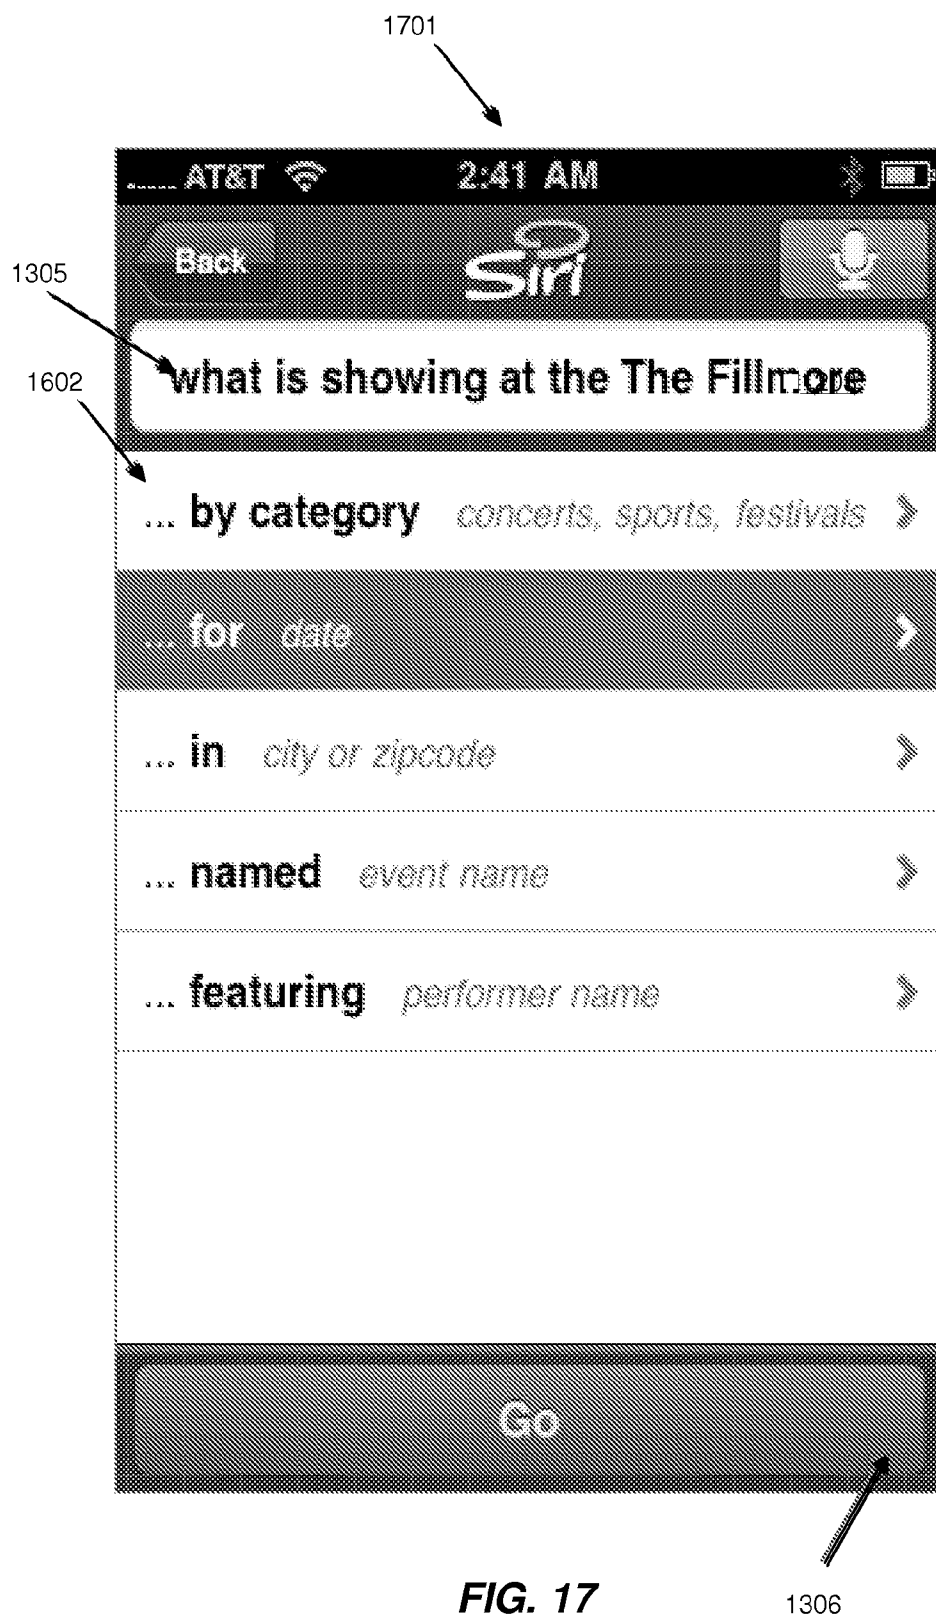 1701
AT&T 2:41 AM
Back Siri
1305
what is showing at the The Fillmore
1602
... by category concerts, sports, festivals
... for date
... in city or zipcode
... named event name
... featuring performer name
Go
FIG. 17 1306